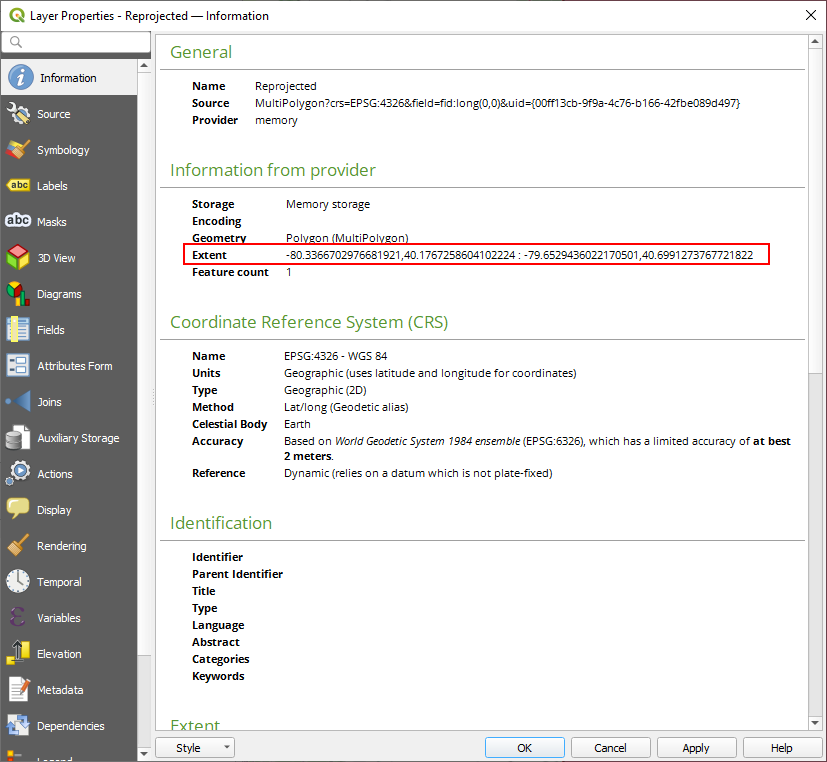 Layer Properties - Reprojected — Information
Information
Source
Symbology
abc Labels
abc Masks
3D View
Diagrams
Fields
Attributes Form
Joins
Auxiliary Storage
Actions
Display
Rendering
Temporal
Variables
Elevation
Metadata
Dependencies
Legend
General
Name Reprojected
Source MultiPolygon?crs=EPSG:4326&field=fid:long(0,0)&uid={00ff13cb-9f9a-4c76-b166-42fbe089d497}
Provider memory
Information from provider
Storage Memory storage
Encoding
Geometry Polygon (MultiPolygon)
Extent -80.3366702976681921,40.1767258604102224 : -79.6529436022170501,40.6991273767721822
Feature count 1
Coordinate Reference System (CRS)
Name EPSG:4326 - WGS 84
Units Geographic (uses latitude and longitude for coordinates)
Type Geographic (2D)
Method Lat/long (Geodetic alias)
Celestial Body Earth
Accuracy Based on World Geodetic System 1984 ensemble (EPSG:6326), which has a limited accuracy of at best
2 meters.
Reference Dynamic (relies on a datum which is not plate-fixed)
Identification
Identifier
Parent Identifier
Title
Type
Language
Abstract
Categories
Keywords
Extent
Style OK Cancel Apply Help